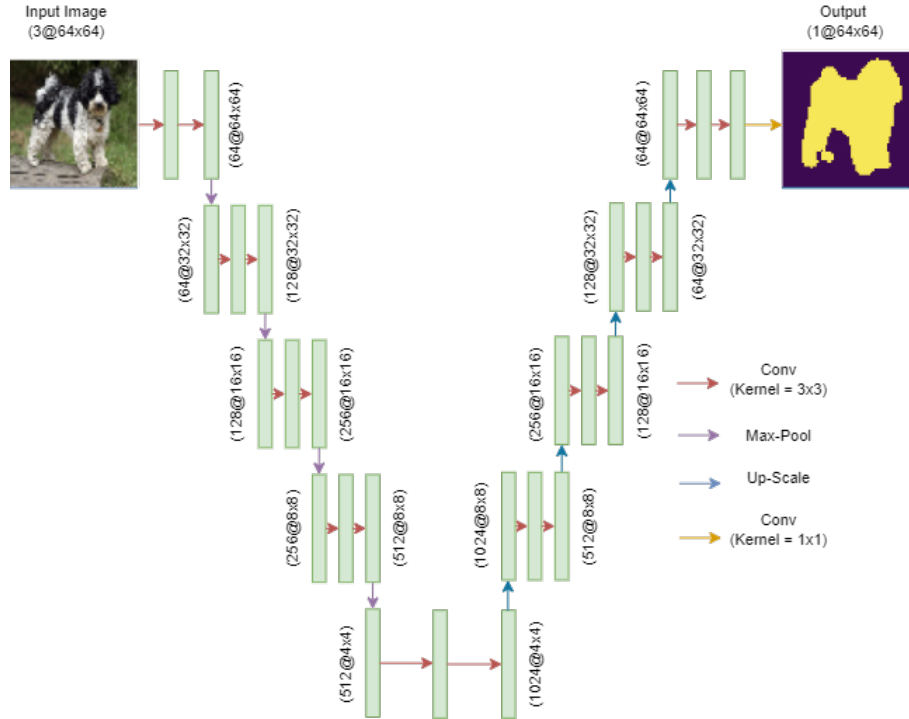 Input Image
(3@64x64)
Output
(1@64x64)
(64@64x64)
(64@64x64)
(64@32x32)
(128@32x32)
(128@32x32)
(64@32x32)
(128@16x16)
(256@16x16)
(256@16x16)
(128@16x16)
(256@8x8)
(512@8x8)
(1024@8x8)
(512@8x8)
(512@4x4)
(1024@4x4)
Conv
(Kernel = 3x3)
Max-Pool
Up-Scale
Conv
(Kernel = 1x1)